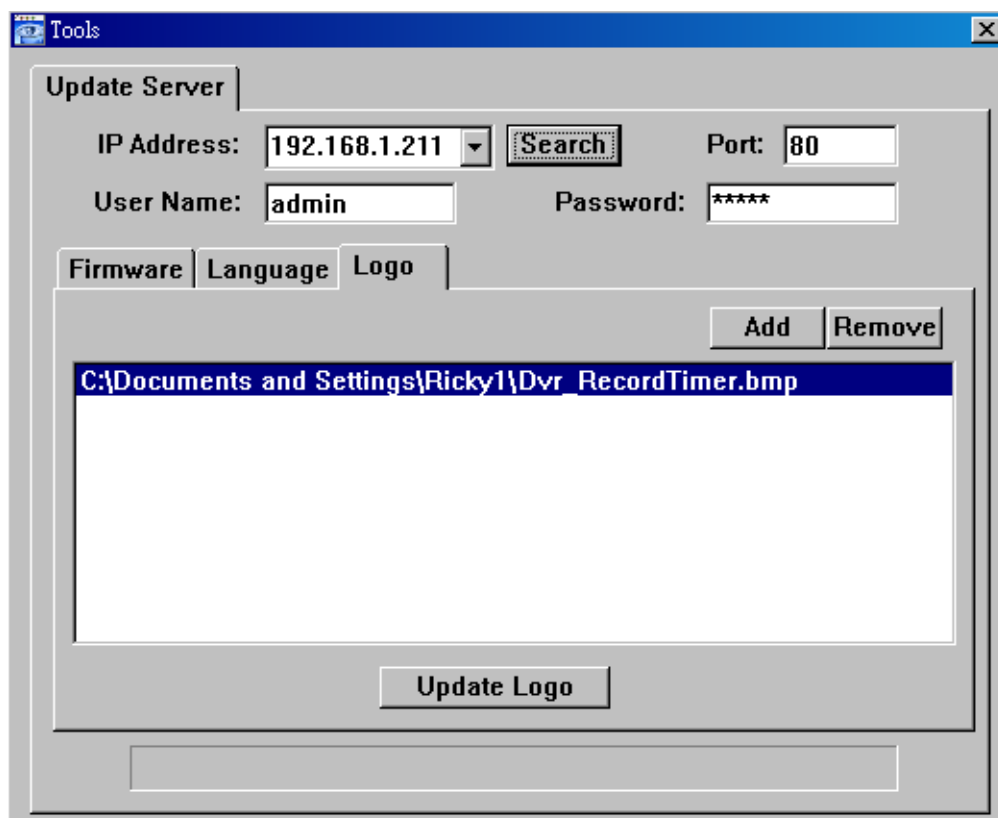 Tools
Update Server
IP Address: 192.168.1.211 Search Port: 80
User Name: admin Password: *****
Firmware Language Logo
Add Remove
C:\Documents and Settings\Ricky1\Dvr_RecordTimer.bmp
Update Logo